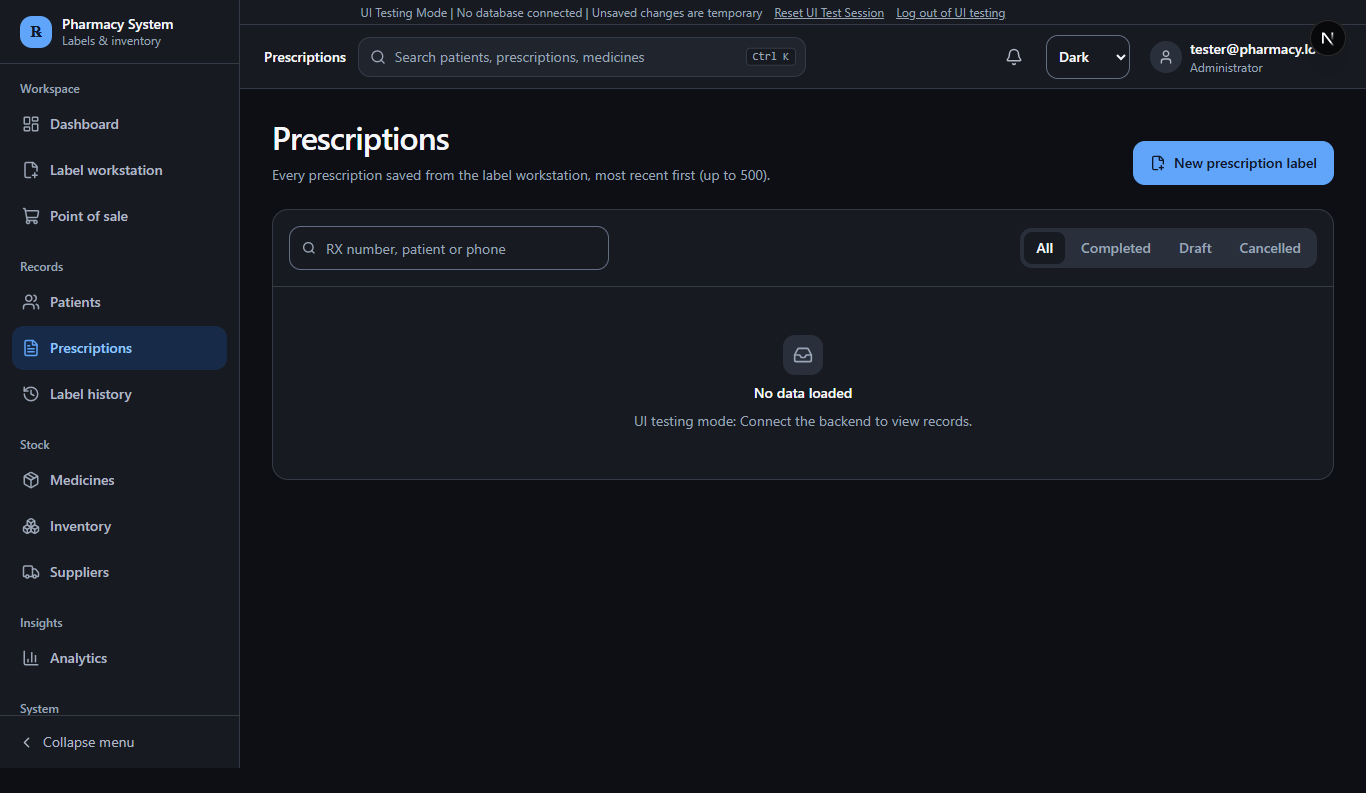 ℞
Pharmacy System
Labels & inventory
UI Testing Mode | No database connected | Unsaved changes are temporary Reset UI Test Session Log out of UI testing
Prescriptions
Search patients, prescriptions, medicines
Ctrl K
Dark
tester@pharmacy.lo
Administrator
N
Workspace
Dashboard
Label workstation
Point of sale
Records
Patients
Prescriptions
Label history
Stock
Medicines
Inventory
Suppliers
Insights
Analytics
System
Collapse menu
Prescriptions
Every prescription saved from the label workstation, most recent first (up to 500).
New prescription label
RX number, patient or phone
All Completed Draft Cancelled
No data loaded
UI testing mode: Connect the backend to view records.